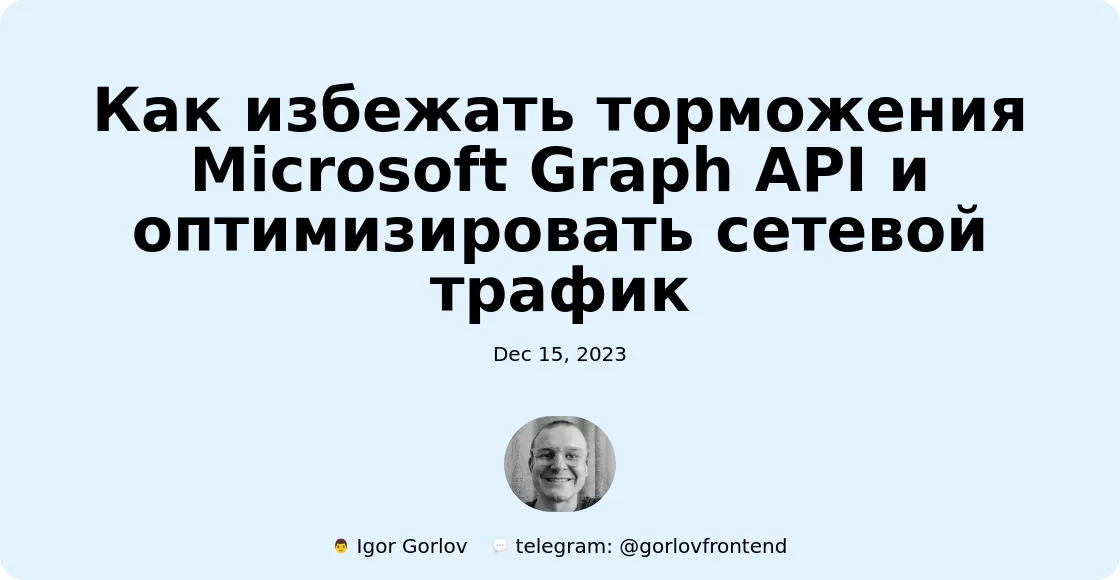 Как избежать торможения
Microsoft Graph API и
оптимизировать сетевой
трафик
Dec 15, 2023
👨 Igor Gorlov 💬 telegram: @gorlovfrontend